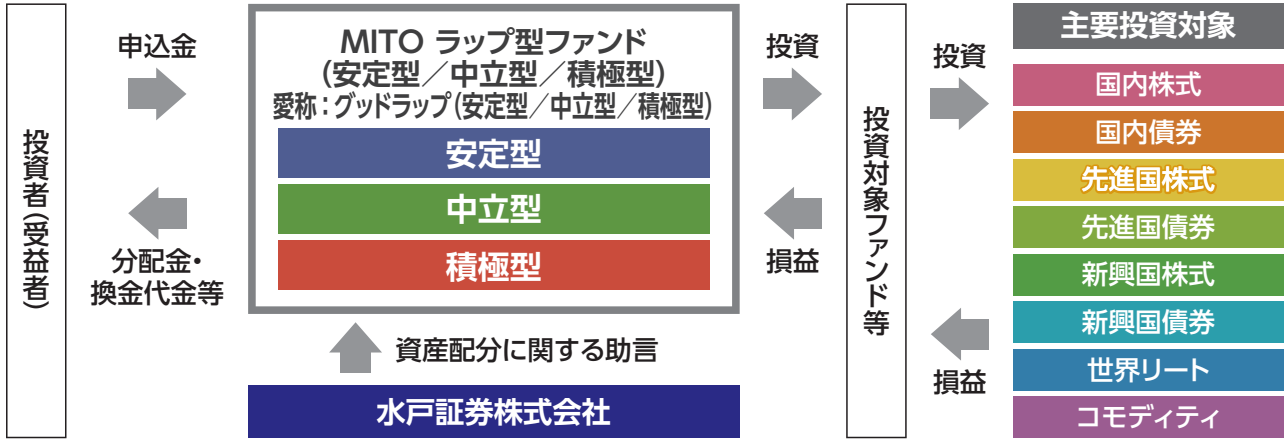 投資者(受益者)
申込金
分配金・
換金代金等
MITO ラップ型ファンド
(安定型／中立型／積極型)
愛称：グッドラップ(安定型／中立型／積極型)
安定型
中立型
積極型
資産配分に関する助言
水戸証券株式会社
投資
損益
投資対象ファンド等
投資
損益
主要投資対象
国内株式
国内債券
先進国株式
先進国債券
新興国株式
新興国債券
世界リート
コモディティ